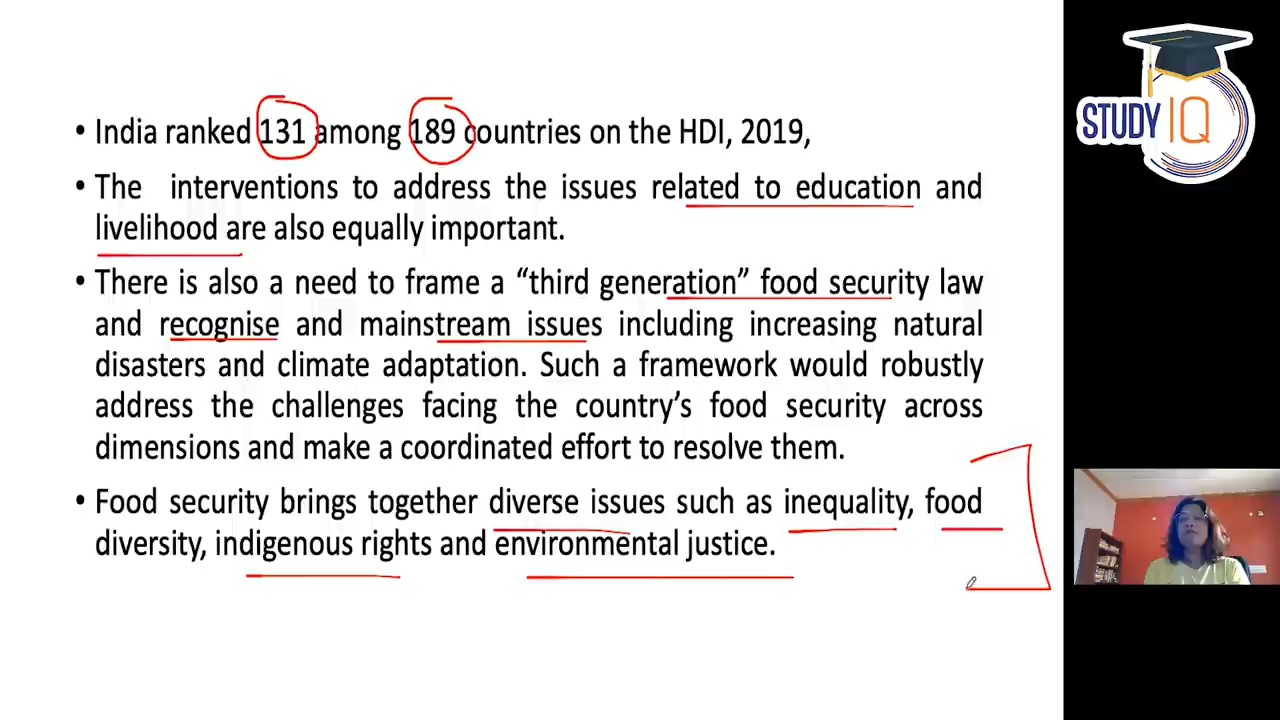 • India ranked 131 among 189 countries on the HDI, 2019,
• The interventions to address the issues related to education and
livelihood are also equally important.
• There is also a need to frame a “third generation” food security law
and recognise and mainstream issues including increasing natural
disasters and climate adaptation. Such a framework would robustly
address the challenges facing the country’s food security across
dimensions and make a coordinated effort to resolve them.
• Food security brings together diverse issues such as inequality, food
diversity, indigenous rights and environmental justice.
STUDY IQ